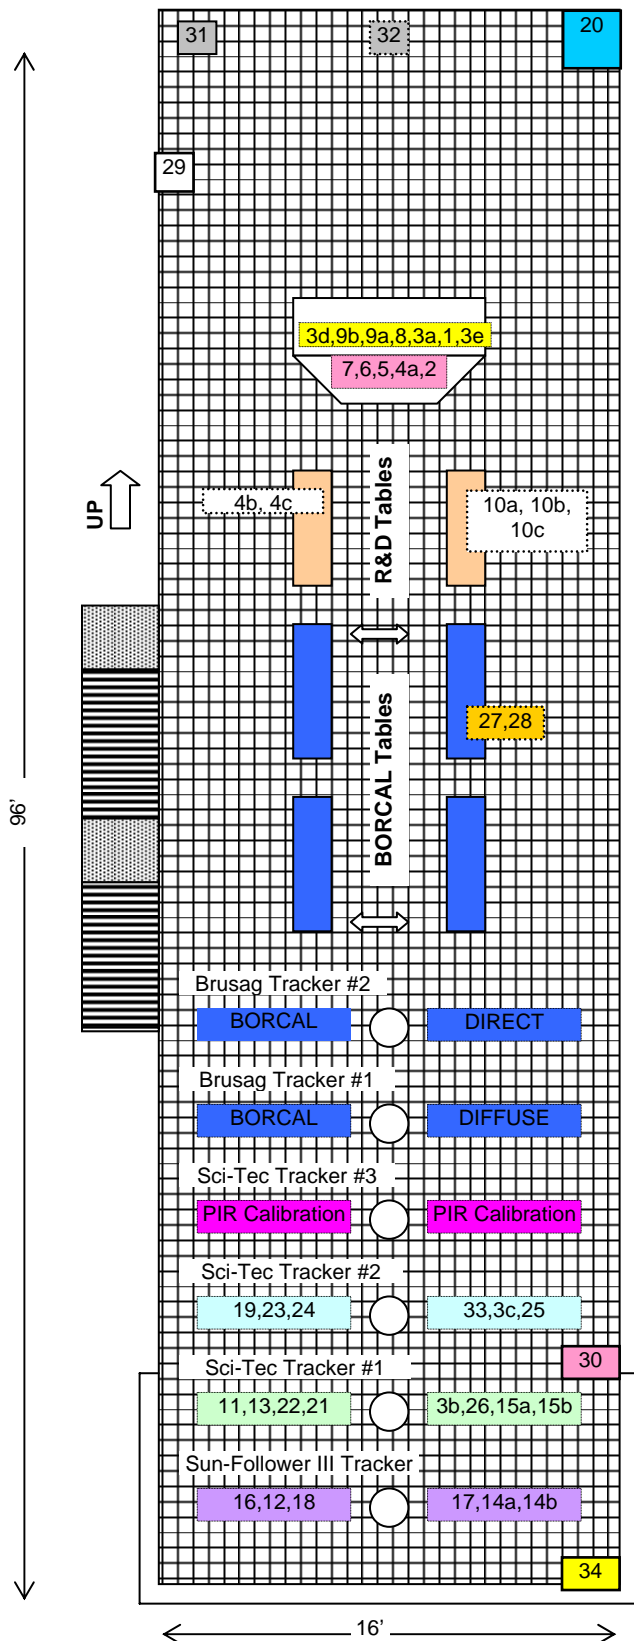 31
32
20
29
3d,9b,9a,8,3a,1,3e
7,6,5,4a,2
UP
4b, 4c
R&D Tables
10a, 10b,
10c
BORCAL Tables
27,28
96'
Brusag Tracker #2
BORCAL
DIRECT
Brusag Tracker #1
BORCAL
DIFFUSE
Sci-Tec Tracker #3
PIR Calibration
PIR Calibration
Sci-Tec Tracker #2
19,23,24
33,3c,25
30
Sci-Tec Tracker #1
11,13,22,21
3b,26,15a,15b
Sun-Follower III Tracker
16,12,18
17,14a,14b
34
16'